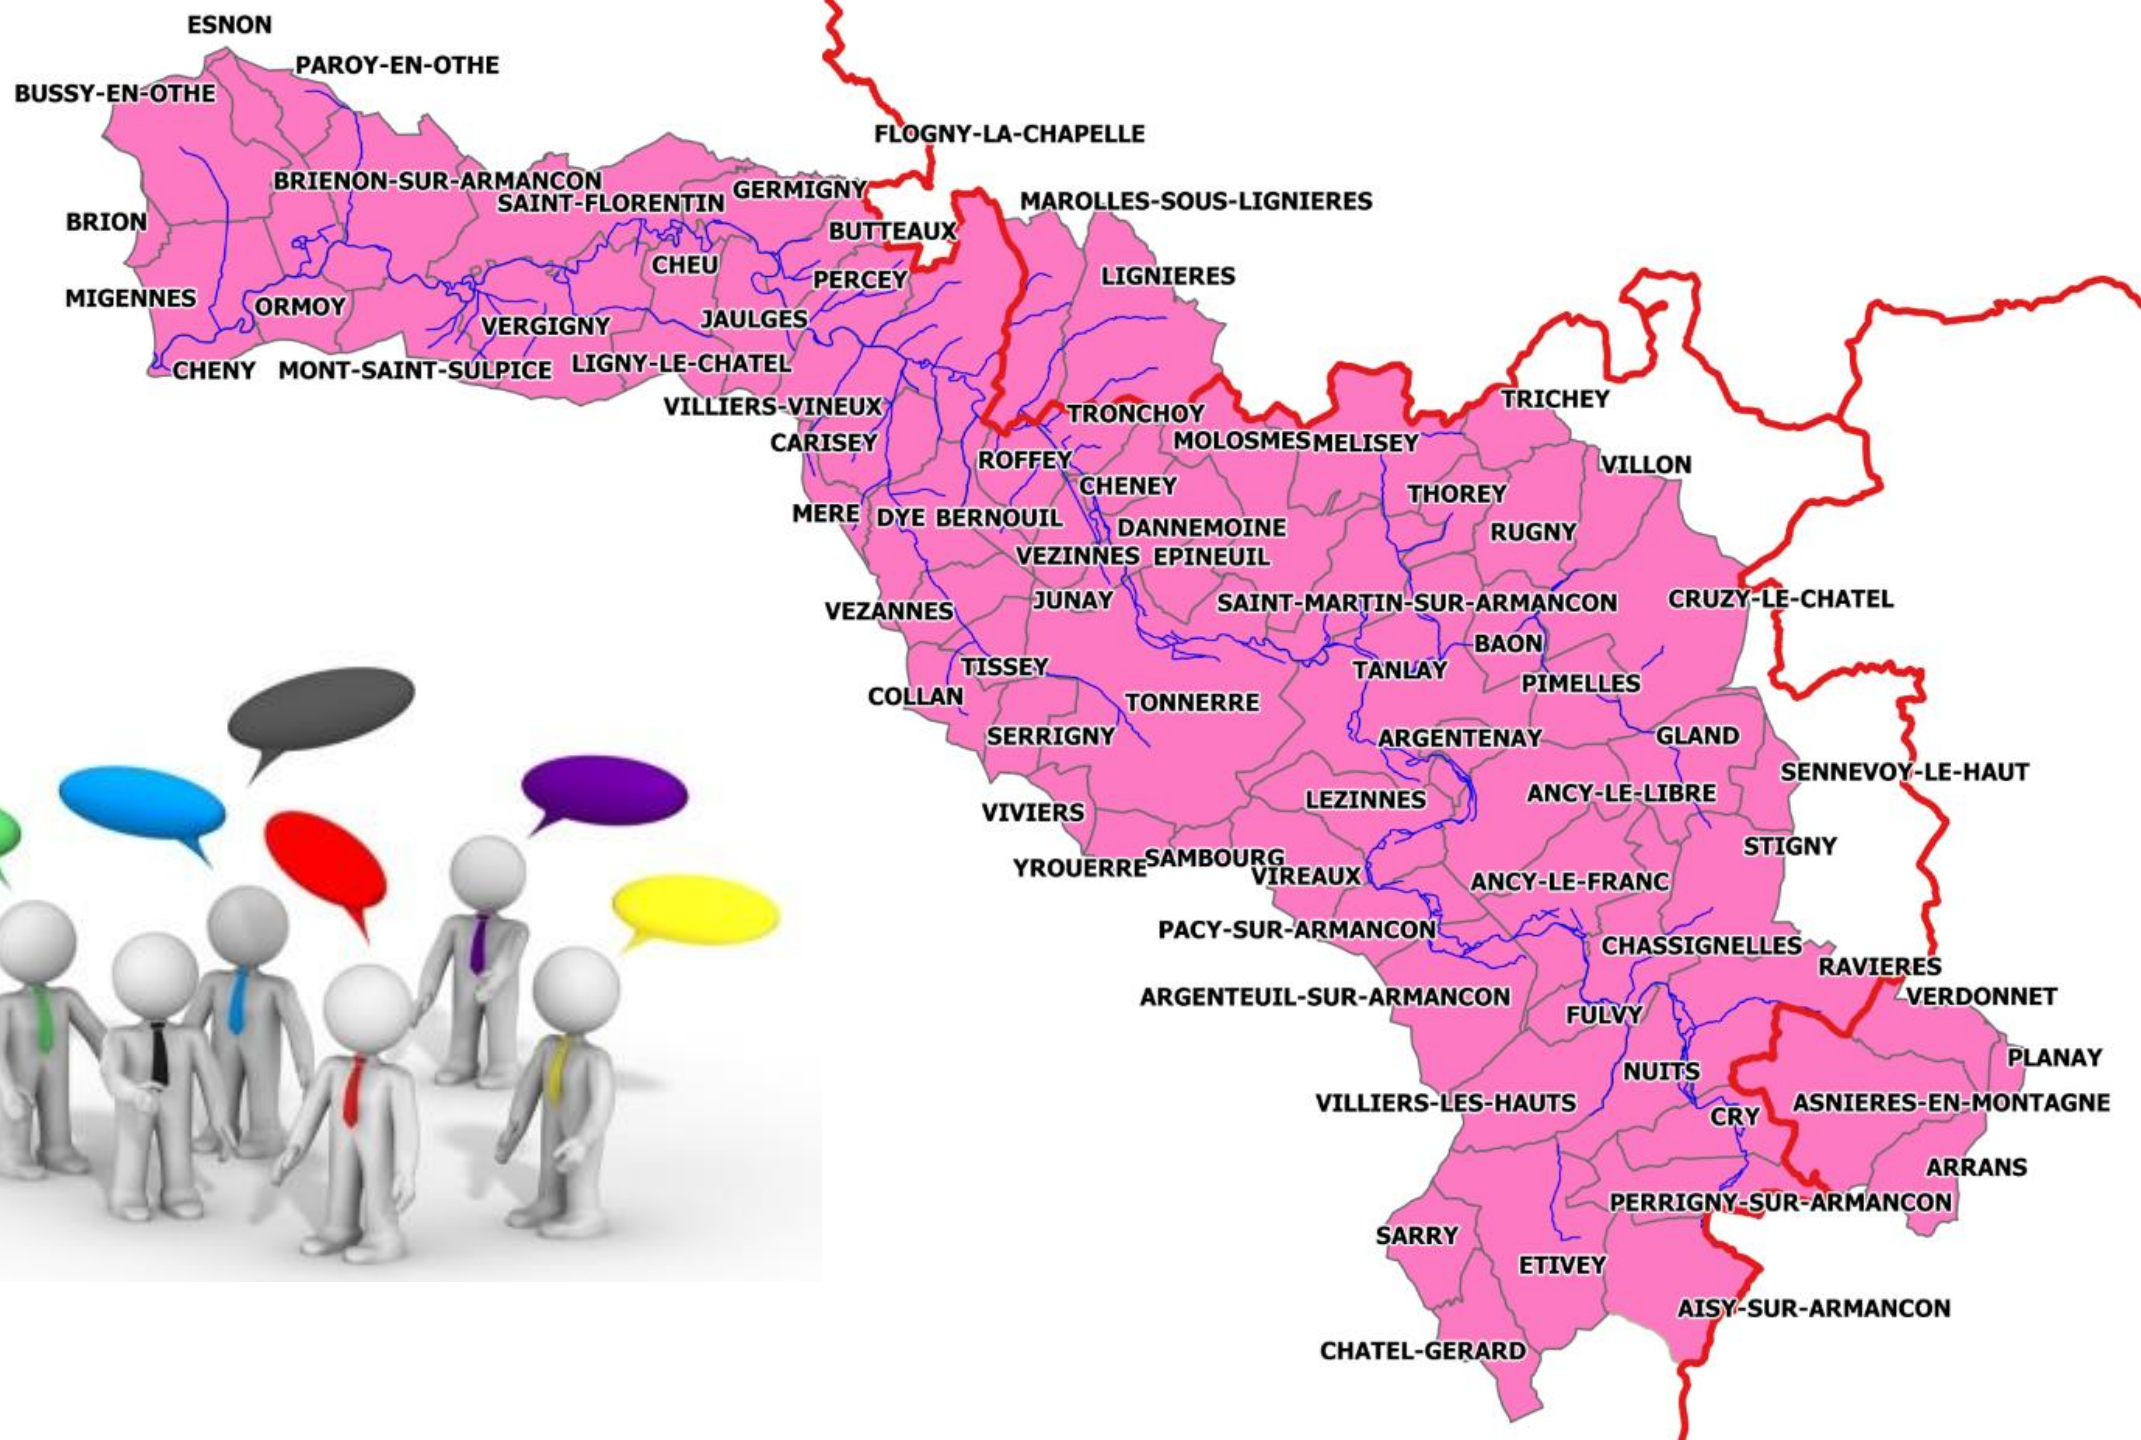 ESNON
PAROY-EN-OTHE
BUSSY-EN-OTHE
FLOGNY-LA-CHAPELLE
BRIENON-SUR-ARMANCON
GERMIGNY
SAINT-FLORENTIN
MAROLLES-SOUS-LIGNIERES
BRION
BUTTEAUX
CHEU
PERCEY
LIGNIERES
MIGENNES
ORMOY
JAULGES
VERGIGNY
CHENY
MONT-SAINT-SULPICE
LIGNY-LE-CHATEL
TRICHEY
VILLIERS-VINEUX
TRONCHOY
CARISEY
MOLOSMES
MELISEY
ROFFEY
VILLON
CHENEY
THOREY
MERE
DYE
BERNOUIL
DANNEMOINE
RUGNY
VEZINNES
EPINEUIL
VEZANNES
JUNAY
SAINT-MARTIN-SUR-ARMANCON
CRUZY-LE-CHATEL
BAON
TISSEY
TANLAY
PIMELLES
COLLAN
TONNERRE
SERRIGNY
ARGENTENAY
GLAND
SENNEVOY-LE-HAUT
LEZINNES
ANCY-LE-LIBRE
VIVIERS
STIGNY
YROUERRE
SAMBOURG
VIREAUX
ANCY-LE-FRANC
PACY-SUR-ARMANCON
CHASSIGNELLES
RAVIERES
ARGENTEUIL-SUR-ARMANCON
VERDONNET
FULVY
PLANAY
NUITS
VILLIERS-LES-HAUTS
CRY
ASNIERES-EN-MONTAGNE
ARRANS
PERRIGNY-SUR-ARMANCON
SARRY
ETIVEY
AISY-SUR-ARMANCON
CHATEL-GERARD